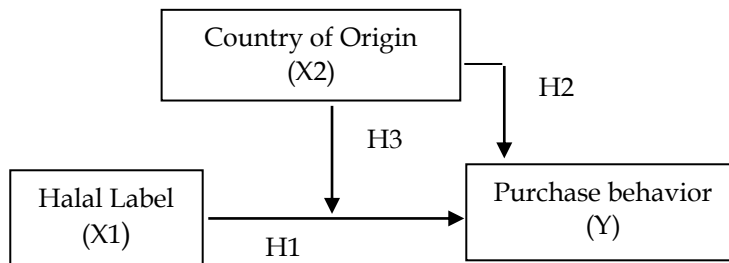 Country of Origin
(X2)
H2
H3
Halal Label
(X1)
Purchase behavior
(Y)
H1